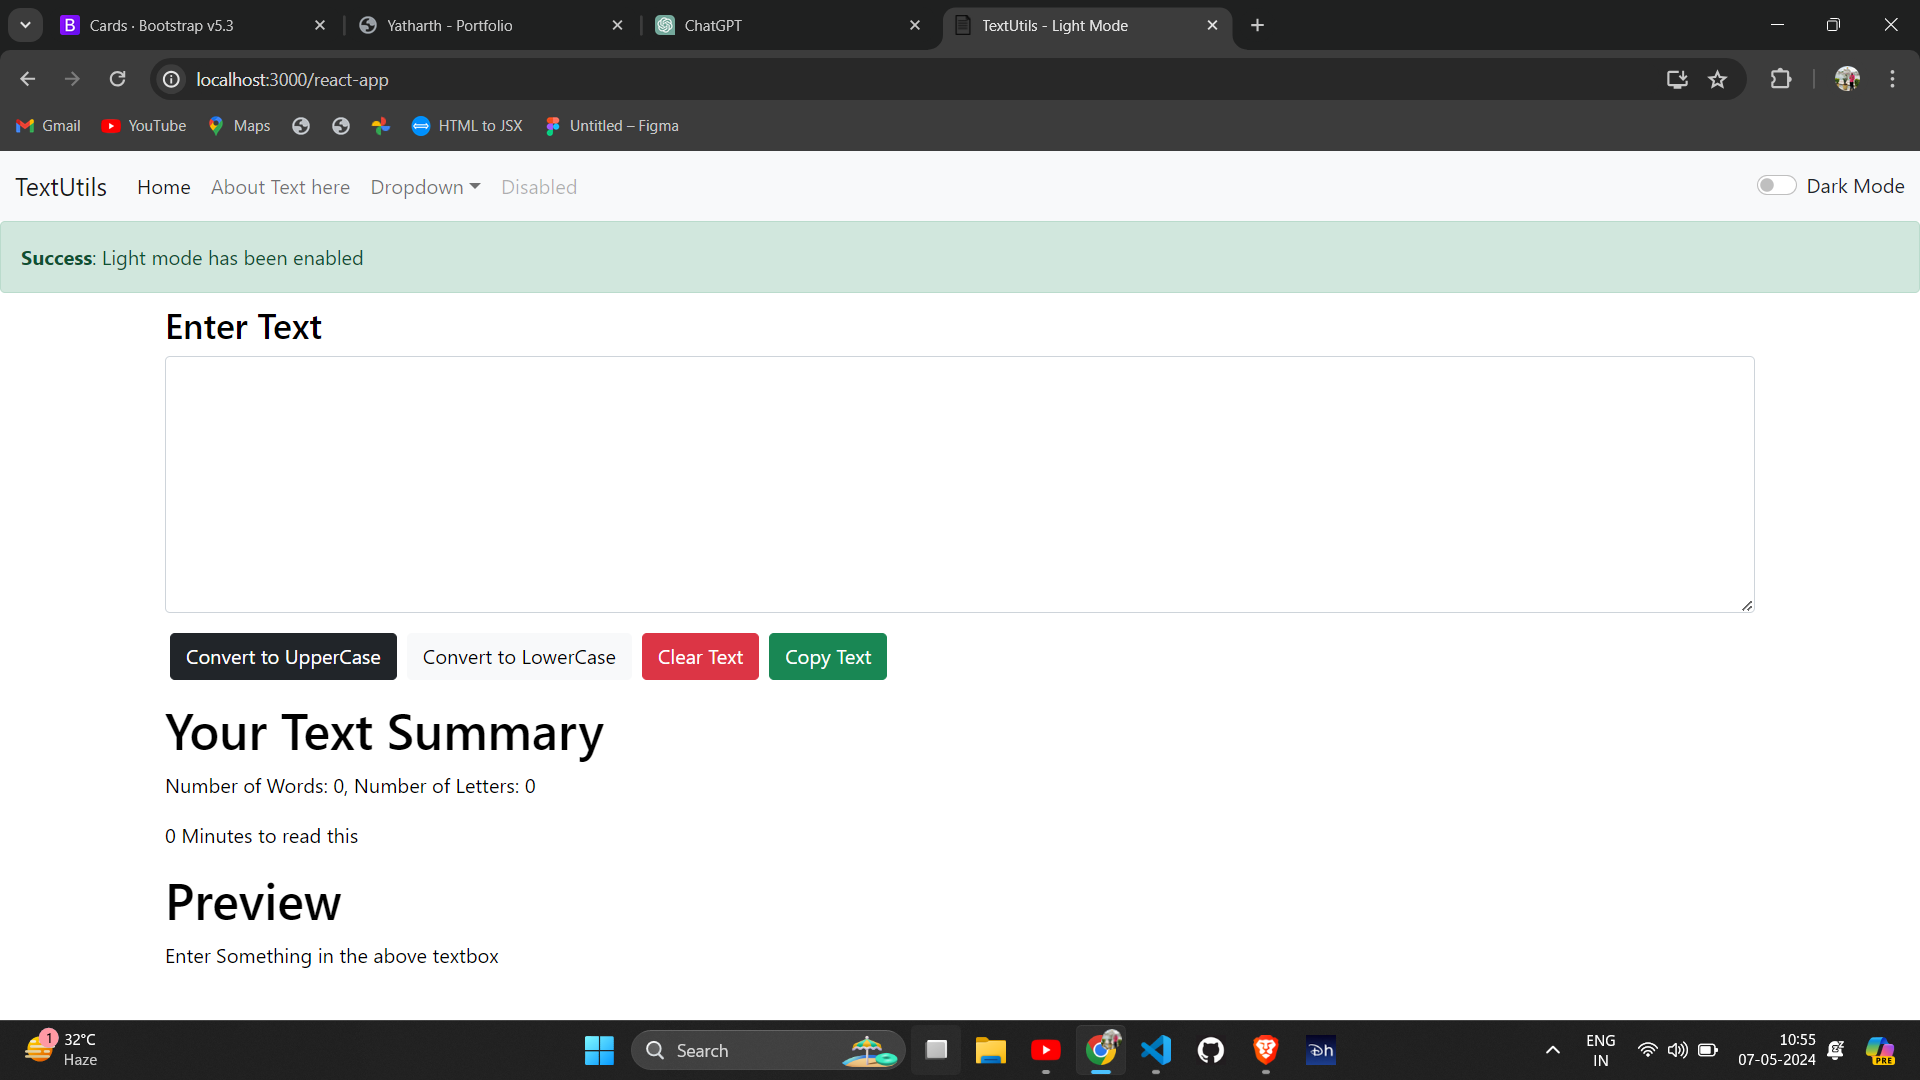 B Cards · Bootstrap v5.3
Yatharth - Portfolio
ChatGPT
TextUtils - Light Mode
localhost:3000/react-app
Gmail YouTube Maps HTML to JSX Untitled – Figma
TextUtils Home About Text here Dropdown Disabled Dark Mode
Success: Light mode has been enabled
Enter Text
Convert to UpperCase Convert to LowerCase Clear Text Copy Text
Your Text Summary
Number of Words: 0, Number of Letters: 0
0 Minutes to read this
Preview
Enter Something in the above textbox
1 32°C
Haze
Search
Dh
ENG
IN
10:55
07-05-2024
PRE